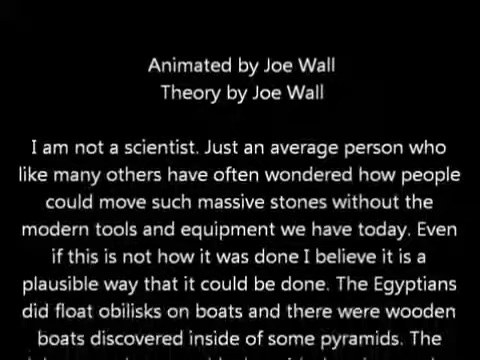 Animated by Joe Wall
Theory by Joe Wall
I am not a scientist. Just an average person who
like many others have often wondered how people
could move such massive stones without the
modern tools and equipment we have today. Even
if this is not how it was done I believe it is a
plausible way that it could be done. The Egyptians
did float obilisks on boats and there were wooden
boats discovered inside of some pyramids. The